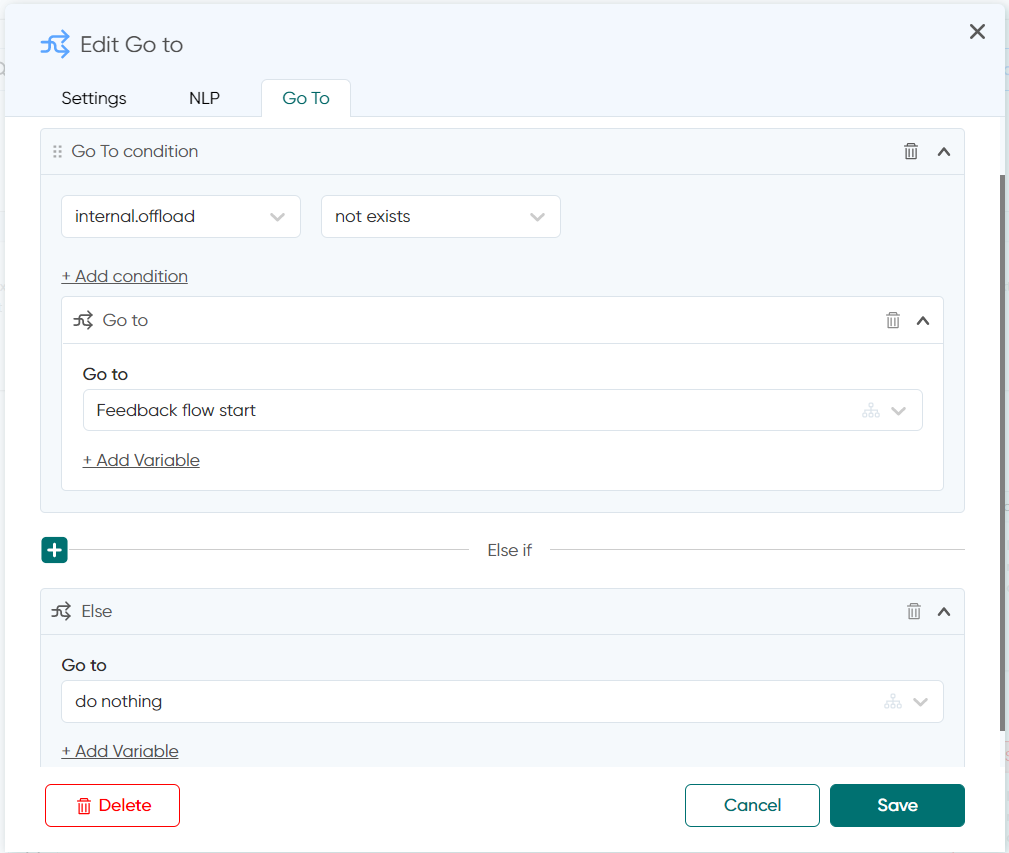 Edit Go to
Settings NLP Go To
Go To condition
internal.offload not exists
+ Add condition
Go to
Go to
Feedback flow start
+ Add Variable
Else if
Else
Go to
do nothing
+ Add Variable
Delete Cancel Save